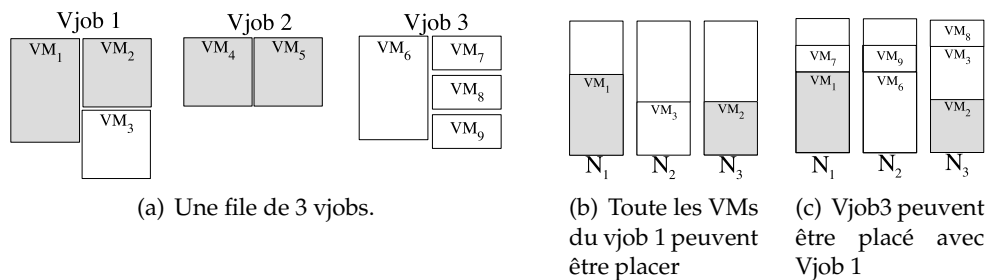 Vjob 1
Vjob 2
Vjob 3
VM1
VM2
VM3
VM4
VM5
VM6
VM7
VM8
VM9
(a) Une file de 3 vjobs.
VM1
VM3
VM2
N1
N2
N3
(b) Toute les VMs
du vjob 1 peuvent
être placer
VM7
VM1
VM9
VM6
VM8
VM3
VM2
N1
N2
N3
(c) Vjob3 peuvent
être placé avec
Vjob 1